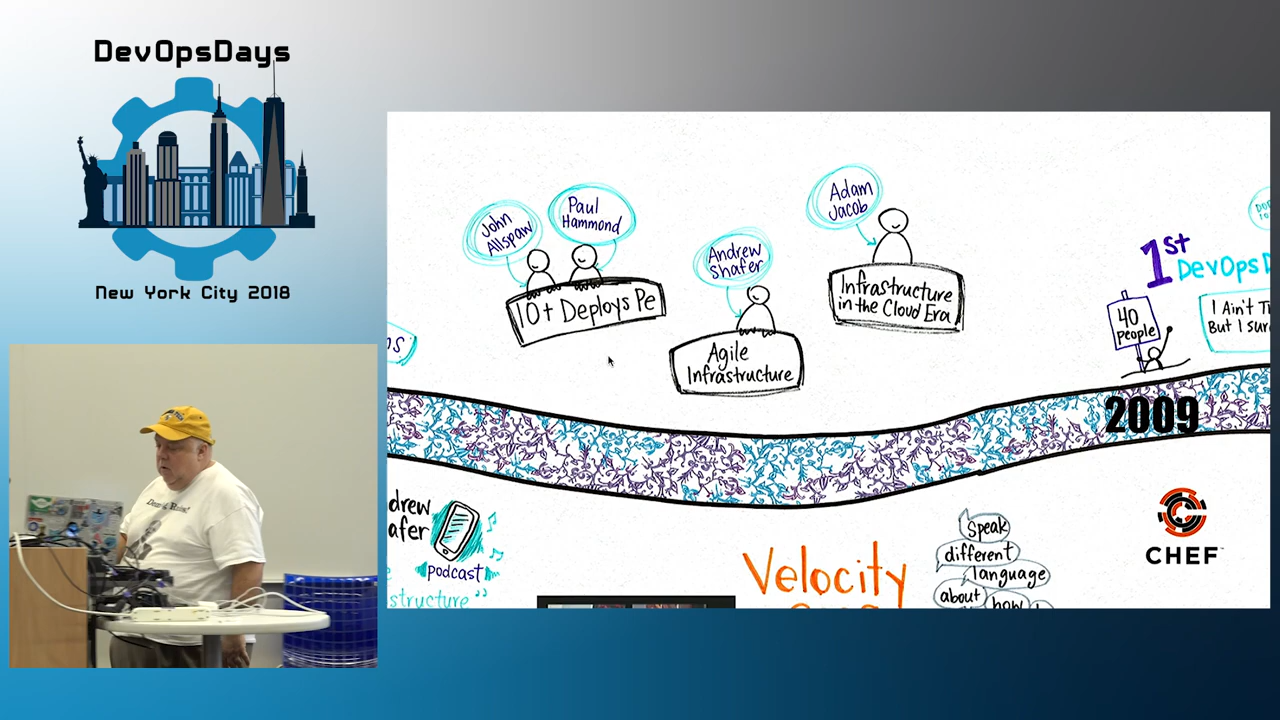 DevOpsDays
New York City 2018
John
Allspaw
Paul
Hammond
10+ Deploys Pe
Andrew
Shafer
Agile
Infrastructure
Adam
Jacob
Infrastructure
in the Cloud Era
1st
DevOpsD
40
people
I Ain't Ti
But I sur
2009
drew
afer
podcast
structure
Velocity
Speak
different
language
about
how
CHEF